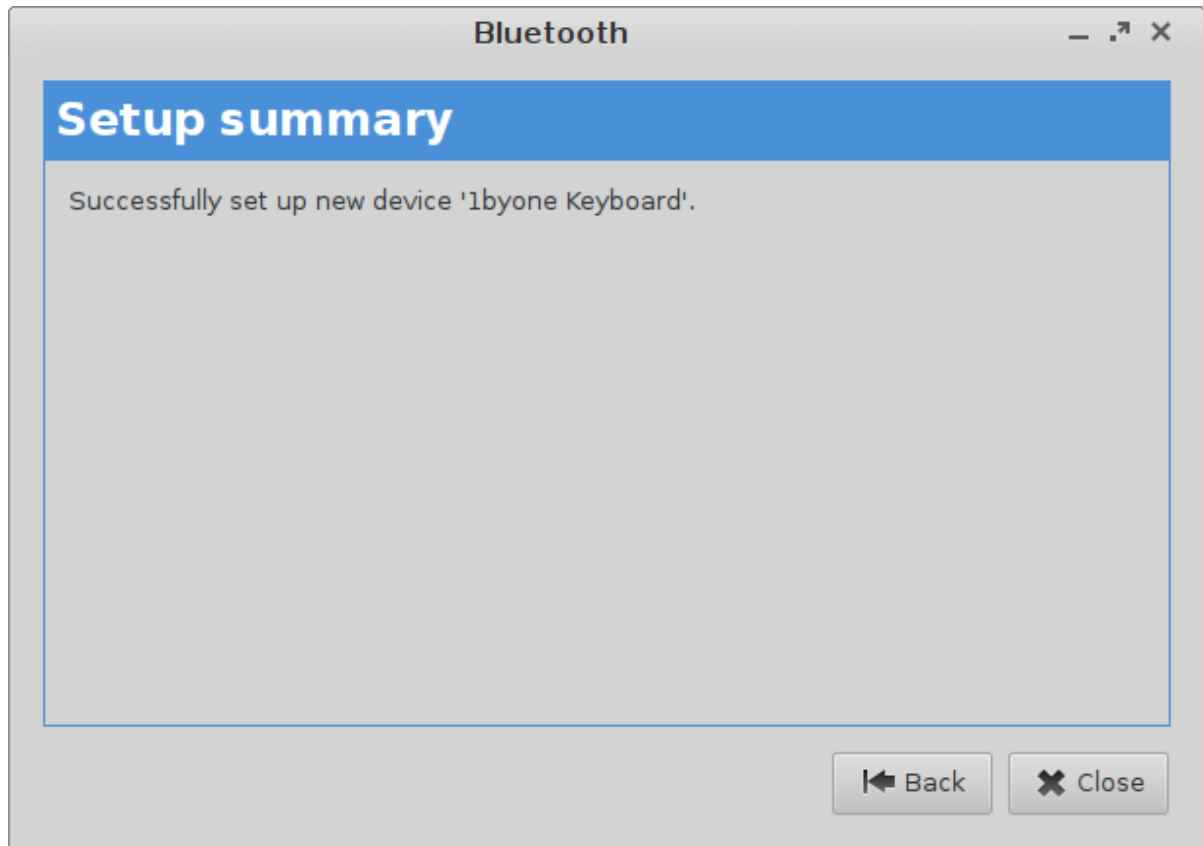 Bluetooth
Setup summary
Successfully set up new device '1byone Keyboard'.
Back
Close